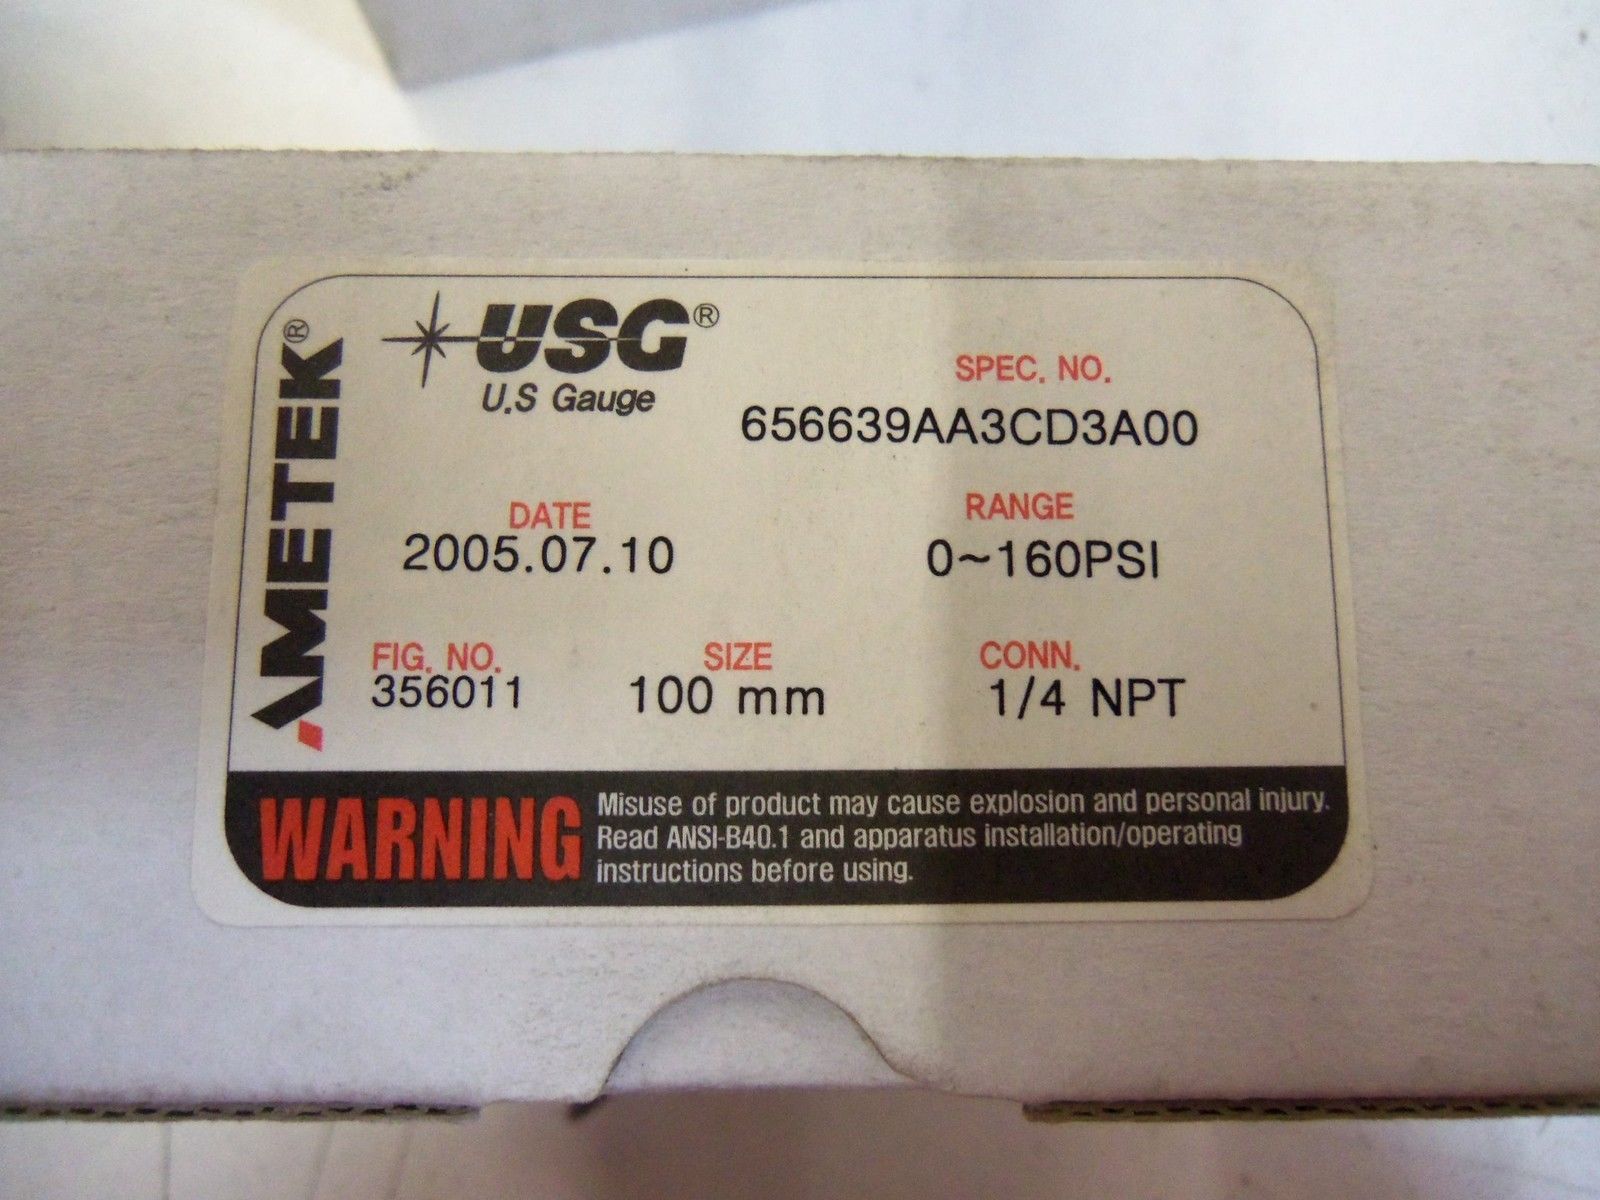 AMETEK®
USG®
U.S Gauge
SPEC. NO.
656639AA3CD3A00
DATE
2005.07.10
RANGE
0~160PSI
FIG. NO.
356011
SIZE
100 mm
CONN.
1/4 NPT
WARNING
Misuse of product may cause explosion and personal injury.
Read ANSI-B40.1 and apparatus installation/operating
instructions before using.